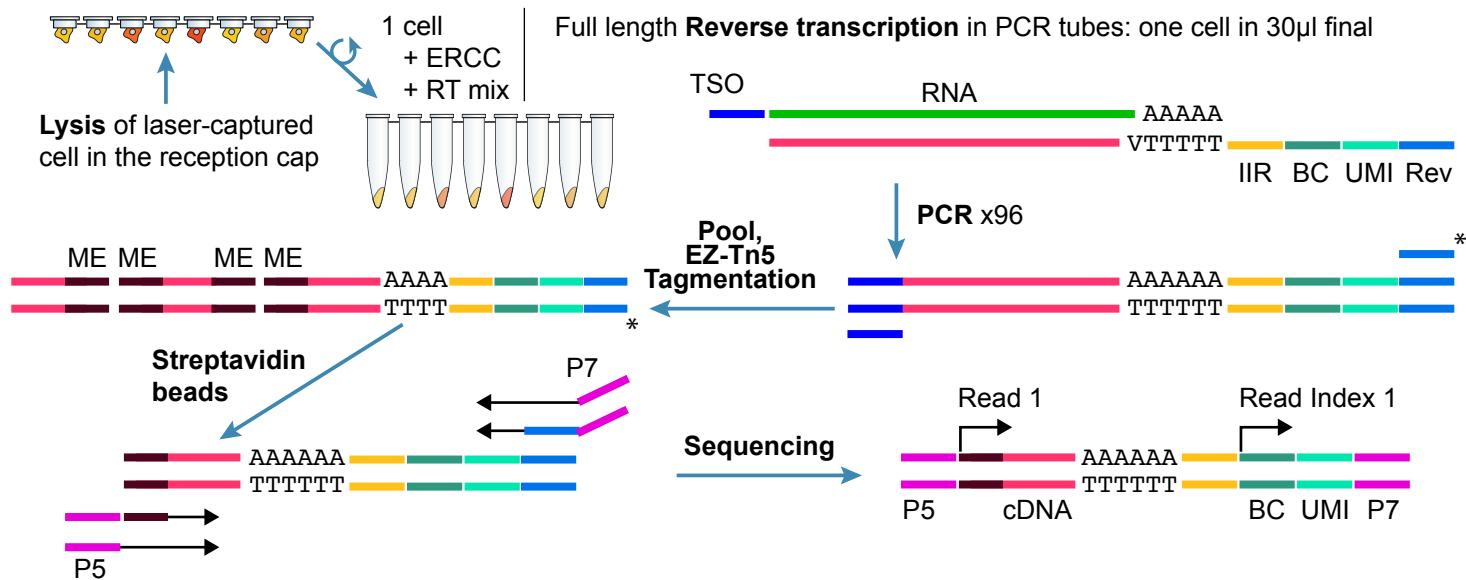 1 cell
+ ERCC
+ RT mix
Full length Reverse transcription in PCR tubes: one cell in 30µl final
Lysis of laser-captured
cell in the reception cap
TSO
RNA
AAAAA
VTTTTT
IIR BC UMI Rev
PCR x96
*
AAAAAA
TTTTTT
Pool,
EZ-Tn5
Tagmentation
ME ME ME ME
AAAA
TTTT
*
Streptavidin
beads
P7
AAAAAA
TTTTTT
P5
Sequencing
Read 1
Read Index 1
AAAAAA
TTTTTT
P5 cDNA BC UMI P7